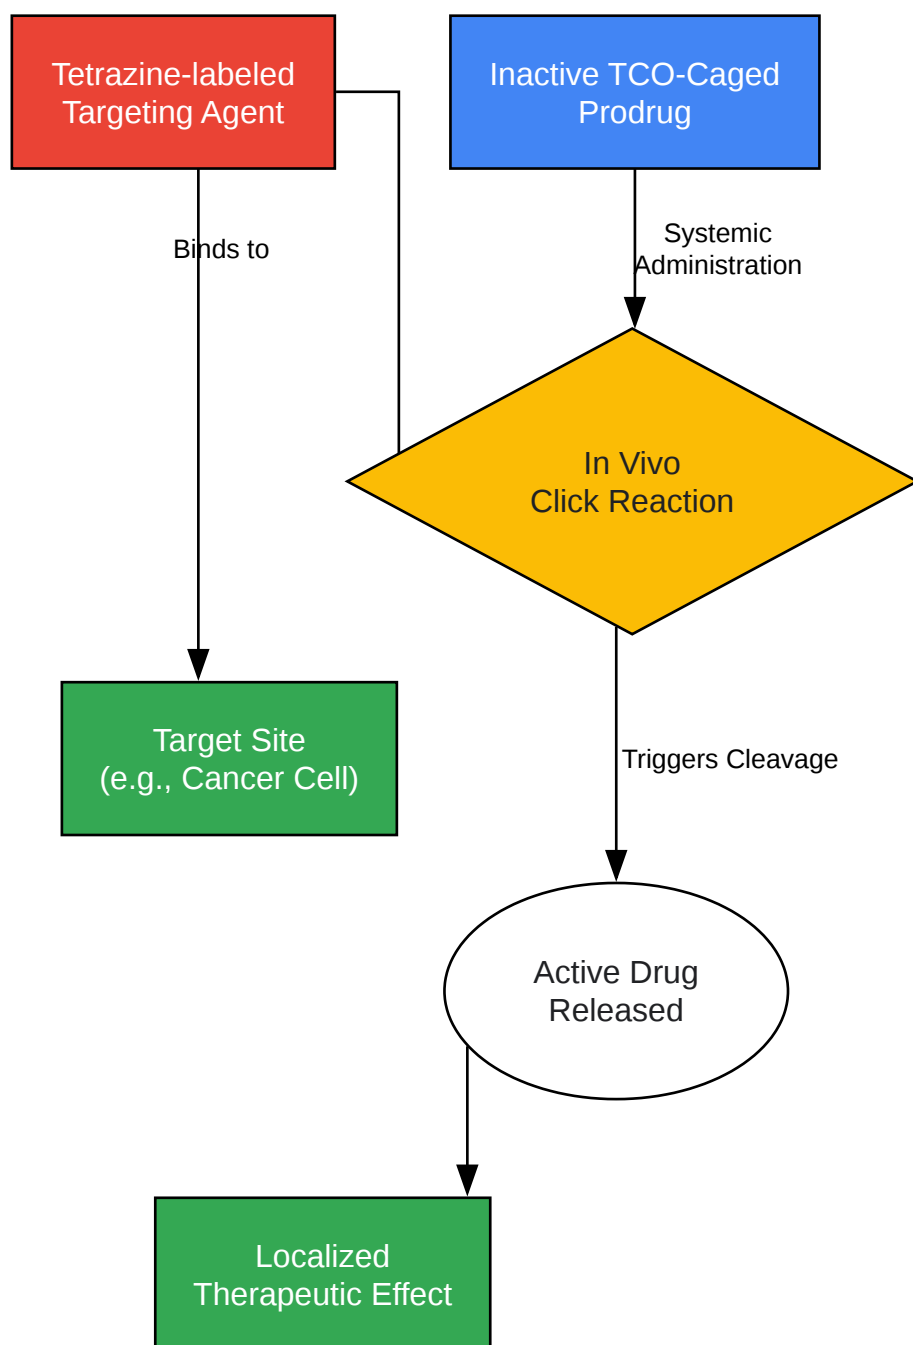 Tetrazine-labeled
Targeting Agent
Inactive TCO-Caged
Prodrug
Binds to
Systemic
Administration
In Vivo
Click Reaction
Target Site
(e.g., Cancer Cell)
Triggers Cleavage
Active Drug
Released
Localized
Therapeutic Effect